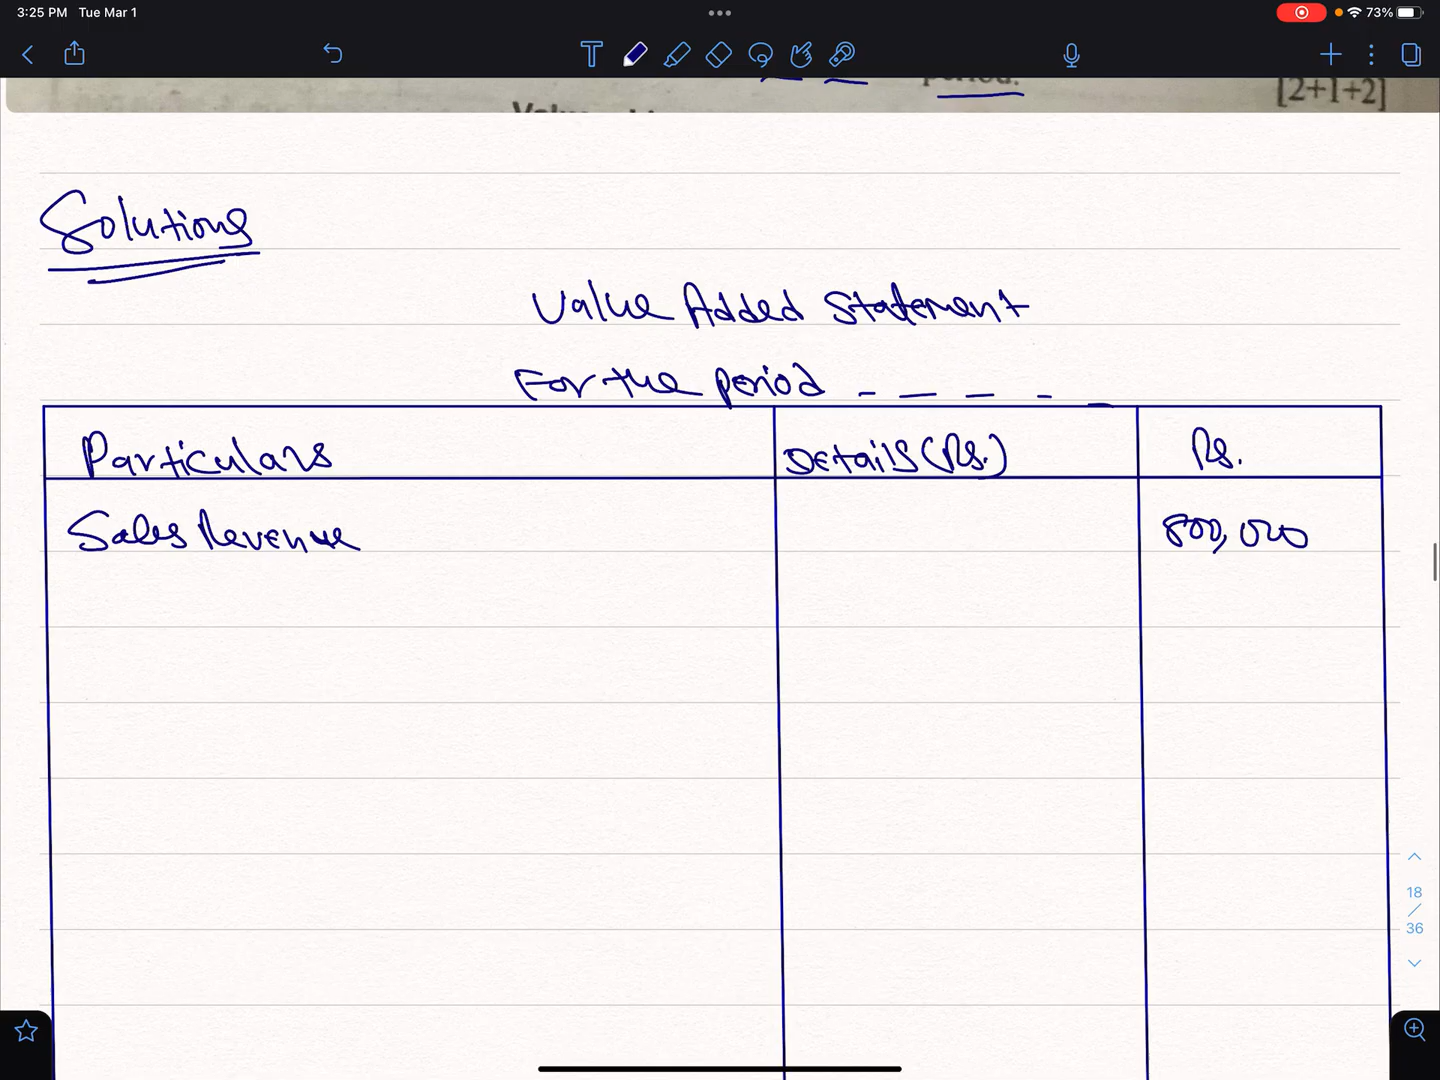 3:25 PM Tue Mar 1
73%
T
period.
[2+1+2]
Solutions
Value Added Statement
For the period - - - - -
Particulars Details (Rs.) Rs.
Sales Revenue 800,000
18
/
36